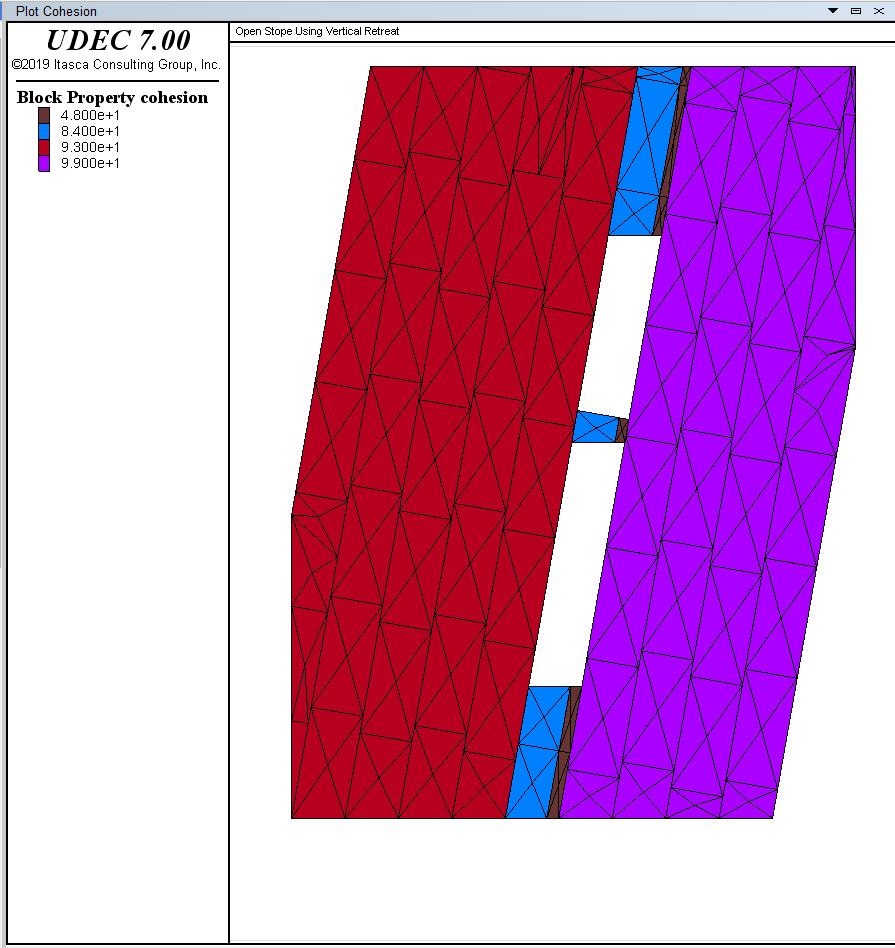 Plot Cohesion
UDEC 7.00
©2019 Itasca Consulting Group, Inc.
Block Property cohesion
4.800e+1
8.400e+1
9.300e+1
9.900e+1
Open Stope Using Vertical Retreat